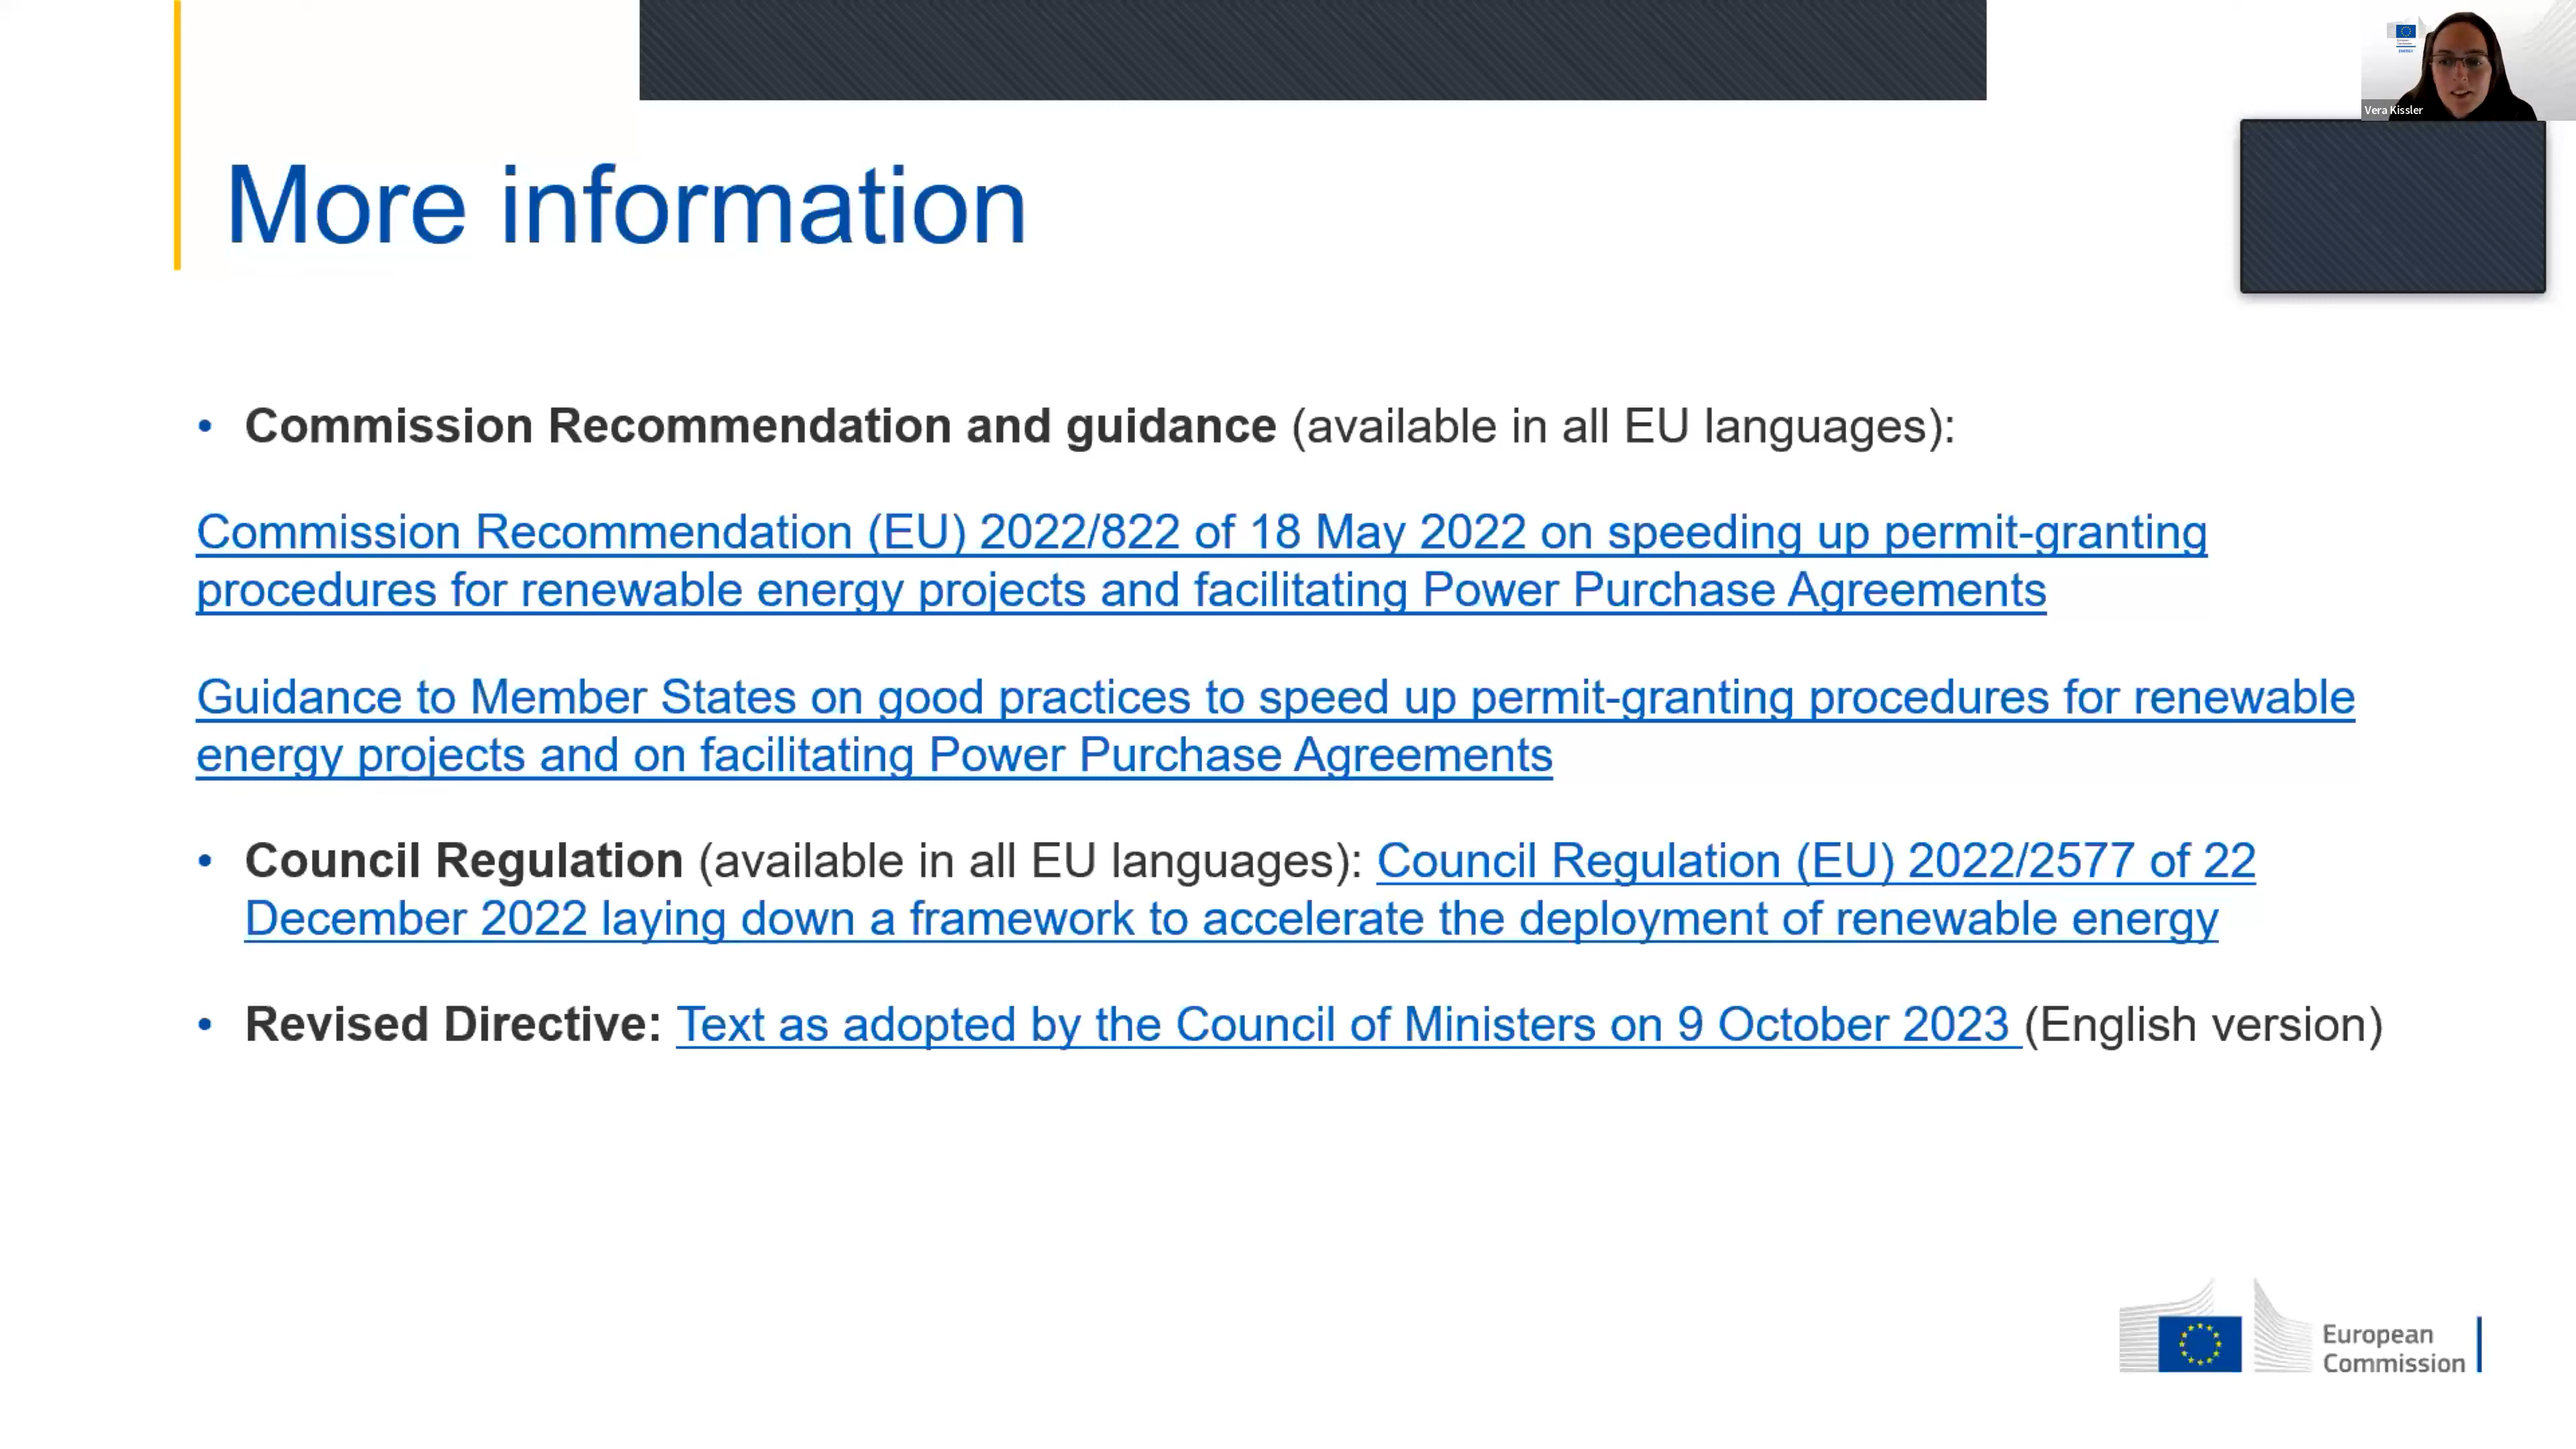 Vera Kissler
More information
• Commission Recommendation and guidance (available in all EU languages):
Commission Recommendation (EU) 2022/822 of 18 May 2022 on speeding up permit-granting
procedures for renewable energy projects and facilitating Power Purchase Agreements
Guidance to Member States on good practices to speed up permit-granting procedures for renewable
energy projects and on facilitating Power Purchase Agreements
• Council Regulation (available in all EU languages): Council Regulation (EU) 2022/2577 of 22
December 2022 laying down a framework to accelerate the deployment of renewable energy
• Revised Directive: Text as adopted by the Council of Ministers on 9 October 2023 (English version)
European
Commission